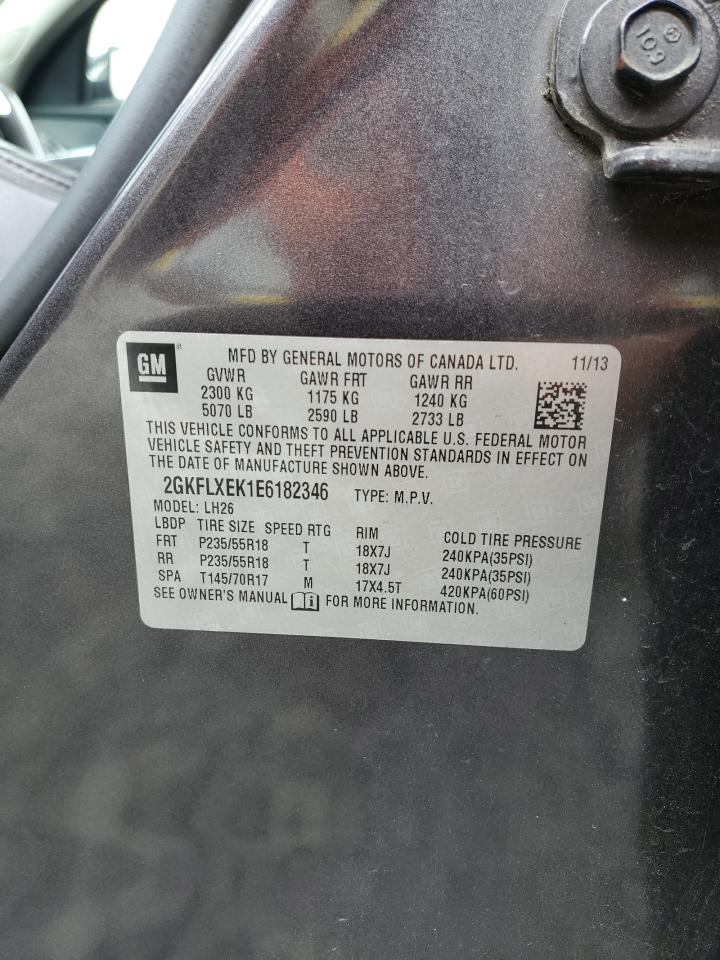 109
GM ® MFD BY GENERAL MOTORS OF CANADA LTD. 11/13
GVWR GAWR FRT GAWR RR
2300 KG 1175 KG 1240 KG
5070 LB 2590 LB 2733 LB
THIS VEHICLE CONFORMS TO ALL APPLICABLE U.S. FEDERAL MOTOR
VEHICLE SAFETY AND THEFT PREVENTION STANDARDS IN EFFECT ON
THE DATE OF MANUFACTURE SHOWN ABOVE.
2GKFLXEK1E6182346 TYPE: M.P.V.
MODEL: LH26
LBDP TIRE SIZE SPEED RTG RIM COLD TIRE PRESSURE
FRT P235/55R18 T 18X7J 240KPA(35PSI)
RR P235/55R18 T 18X7J 240KPA(35PSI)
SPA T145/70R17 M 17X4.5T 420KPA(60PSI)
SEE OWNER'S MANUAL i FOR MORE INFORMATION.